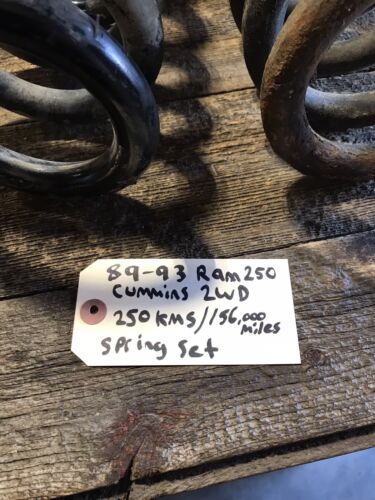 89-93 Ram 250
Cummins 2WD
250 KMS/156,000 miles
Spring Set